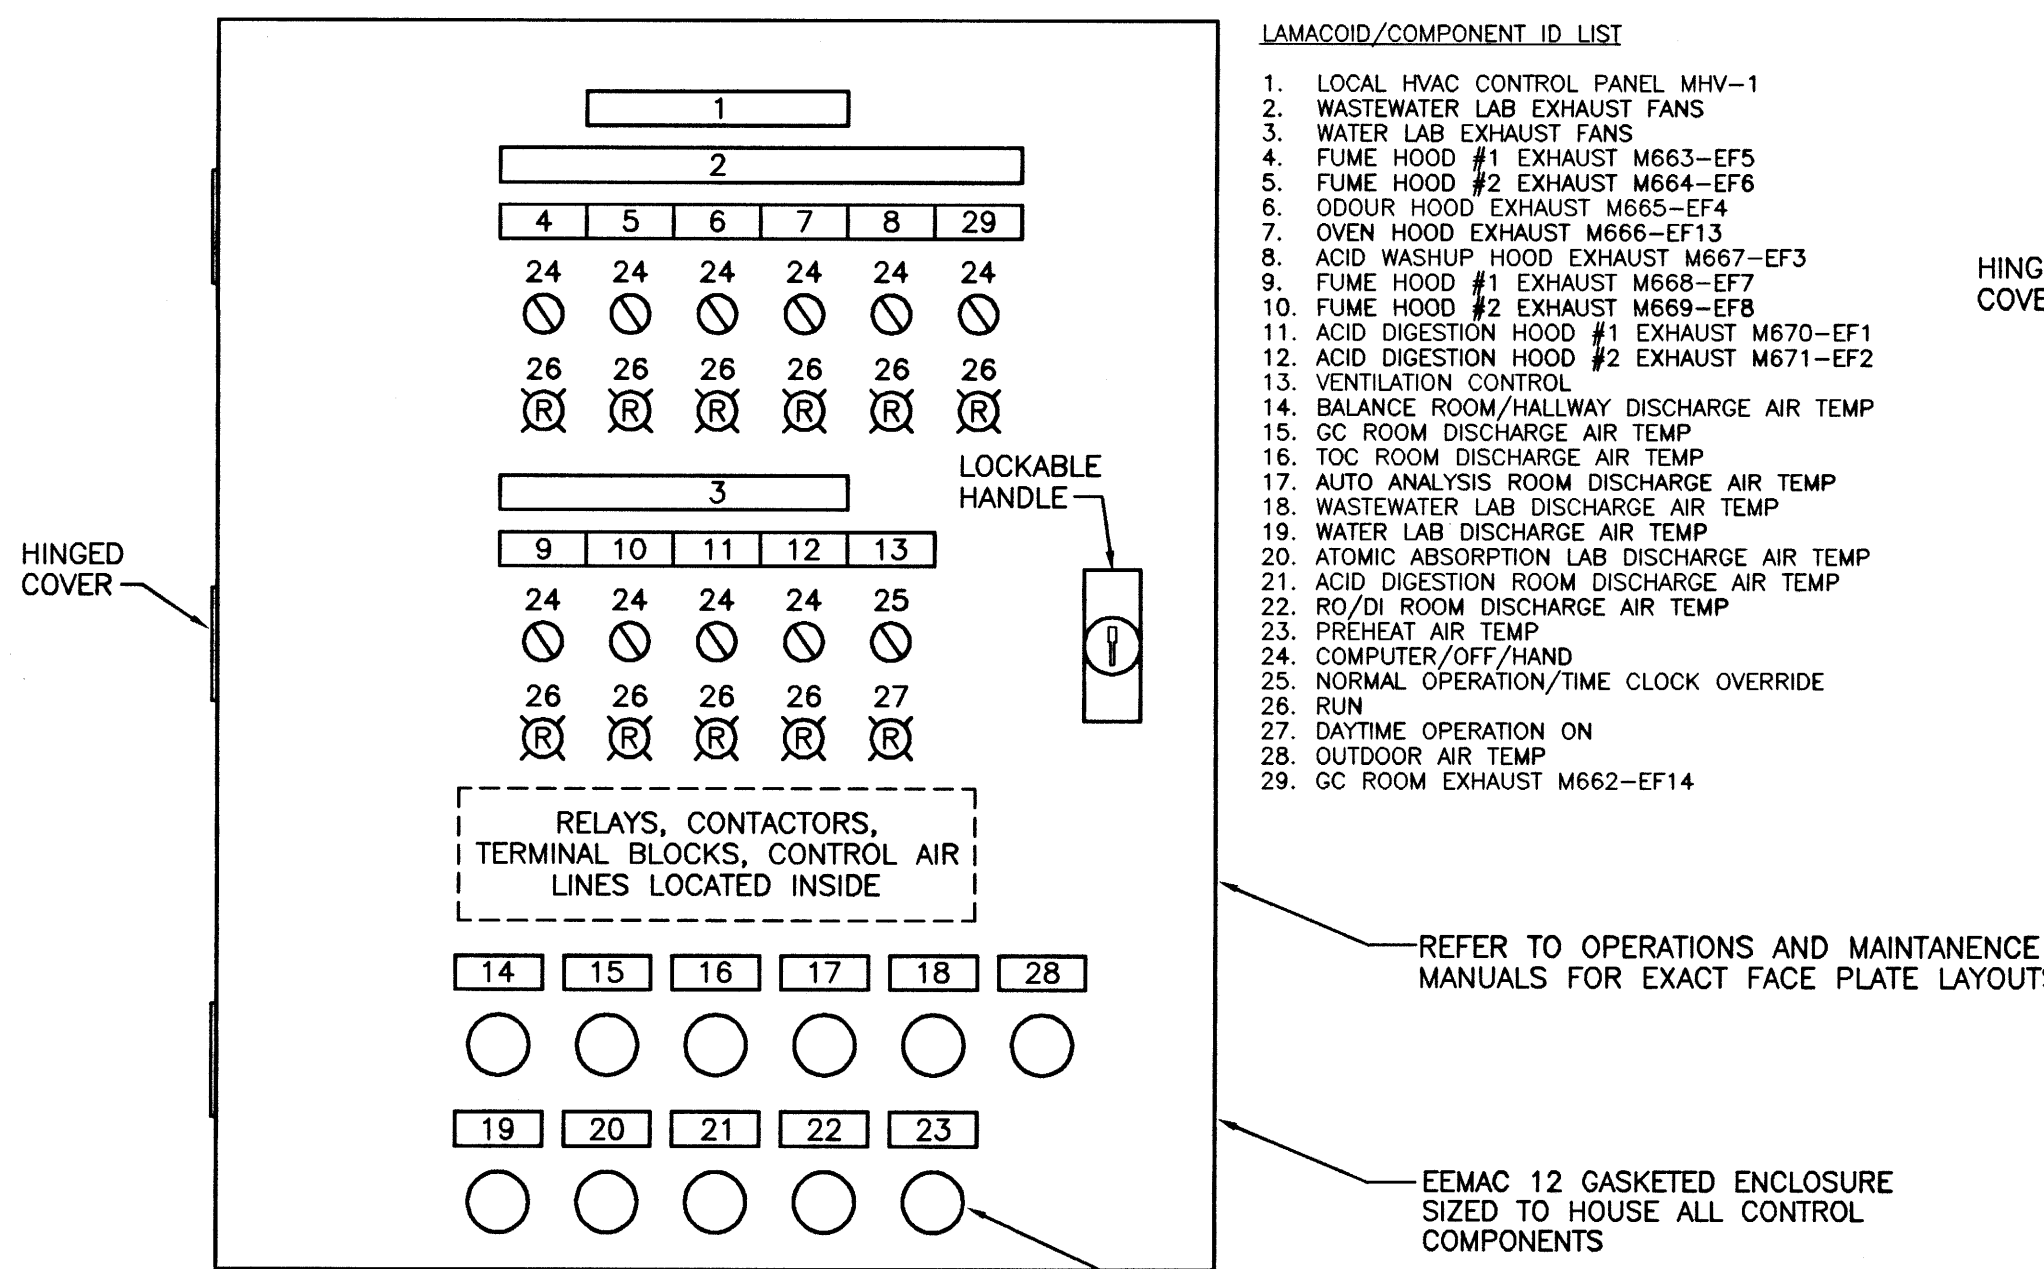 1
2
4 5 6 7 8 29
24 24 24 24 24 24
26 26 26 26 26 26
R R R R R R
LOCKABLE
HANDLE
3
9 10 11 12 13
24 24 24 24 25
26 26 26 26 27
R R R R R
HINGED
COVER
RELAYS, CONTACTORS,
TERMINAL BLOCKS, CONTROL AIR
LINES LOCATED INSIDE
14 15 16 17 18 28
19 20 21 22 23
LAMACOID/COMPONENT ID LIST
1. LOCAL HVAC CONTROL PANEL MHV-1
2. WASTEWATER LAB EXHAUST FANS
3. WATER LAB EXHAUST FANS
4. FUME HOOD #1 EXHAUST M663-EF5
5. FUME HOOD #2 EXHAUST M664-EF6
6. ODOUR HOOD EXHAUST M665-EF4
7. OVEN HOOD EXHAUST M666-EF13
8. ACID WASHUP HOOD EXHAUST M667-EF3
9. FUME HOOD #1 EXHAUST M668-EF7
10. FUME HOOD #2 EXHAUST M669-EF8
11. ACID DIGESTION HOOD #1 EXHAUST M670-EF1
12. ACID DIGESTION HOOD #2 EXHAUST M671-EF2
13. VENTILATION CONTROL
14. BALANCE ROOM/HALLWAY DISCHARGE AIR TEMP
15. GC ROOM DISCHARGE AIR TEMP
16. TOC ROOM DISCHARGE AIR TEMP
17. AUTO ANALYSIS ROOM DISCHARGE AIR TEMP
18. WASTEWATER LAB DISCHARGE AIR TEMP
19. WATER LAB DISCHARGE AIR TEMP
20. ATOMIC ABSORPTION LAB DISCHARGE AIR TEMP
21. ACID DIGESTION ROOM DISCHARGE AIR TEMP
22. RO/DI ROOM DISCHARGE AIR TEMP
23. PREHEAT AIR TEMP
24. COMPUTER/OFF/HAND
25. NORMAL OPERATION/TIME CLOCK OVERRIDE
26. RUN
27. DAYTIME OPERATION ON
28. OUTDOOR AIR TEMP
29. GC ROOM EXHAUST M662-EF14
REFER TO OPERATIONS AND MAINTANENCE
MANUALS FOR EXACT FACE PLATE LAYOUTS
EEMAC 12 GASKETED ENCLOSURE
SIZED TO HOUSE ALL CONTROL
COMPONENTS
HING
COVE